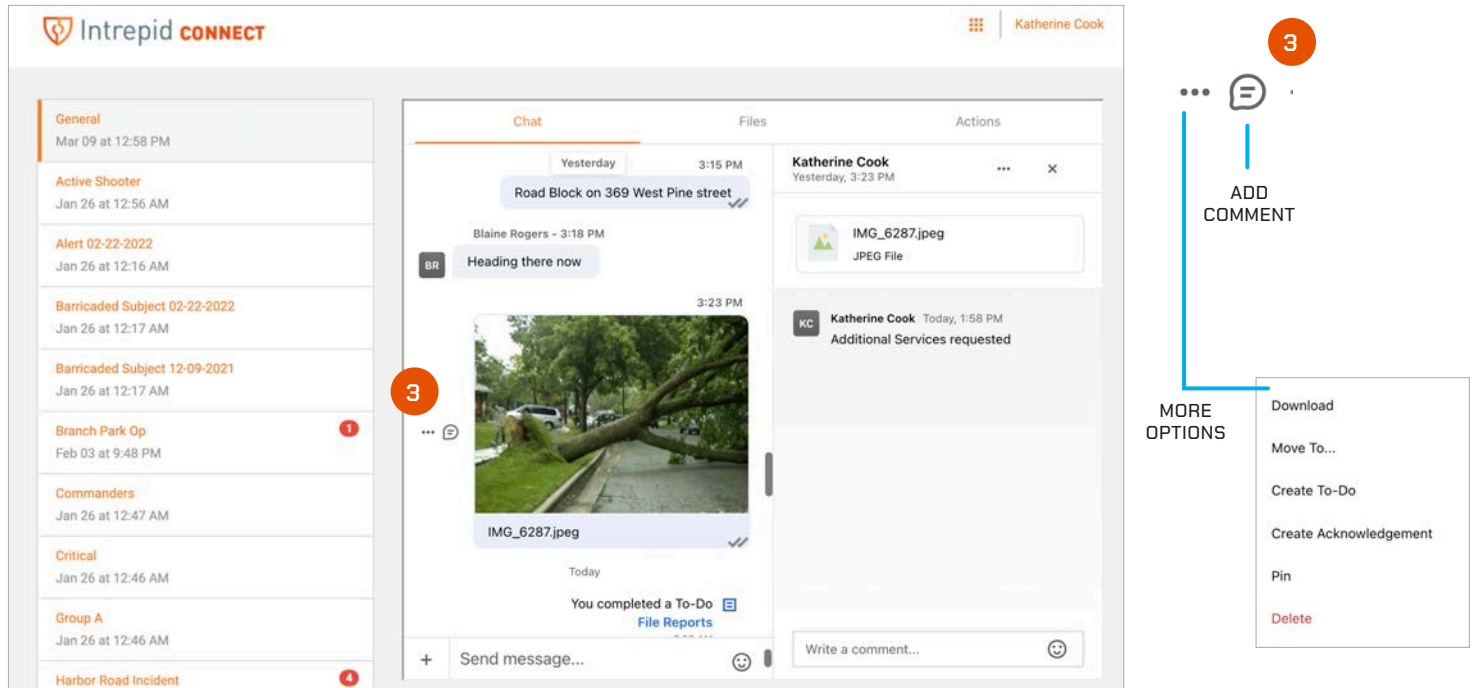 Intrepid CONNECT
Katherine Cook
General
Mar 09 at 12:58 PM
Active Shooter
Jan 26 at 12:56 AM
Alert 02-22-2022
Jan 26 at 12:16 AM
Barricaded Subject 02-22-2022
Jan 26 at 12:17 AM
Barricaded Subject 12-09-2021
Jan 26 at 12:17 AM
Branch Park Op
1
Feb 03 at 9:48 PM
Commanders
Jan 26 at 12:47 AM
Critical
Jan 26 at 12:46 AM
Group A
Jan 26 at 12:46 AM
Harbor Road Incident
4
Chat
Files
Actions
Yesterday
3:15 PM
Road Block on 369 West Pine street
Blaine Rogers - 3:18 PM
BR
Heading there now
3:23 PM
3
IMG_6287.jpeg
Today
You completed a To-Do
File Reports
+ Send message...
Katherine Cook
Yesterday, 3:23 PM
IMG_6287.jpeg
JPEG File
KC
Katherine Cook Today, 1:58 PM
Additional Services requested
Write a comment...
3
ADD
COMMENT
MORE
OPTIONS
Download
Move To...
Create To-Do
Create Acknowledgement
Pin
Delete